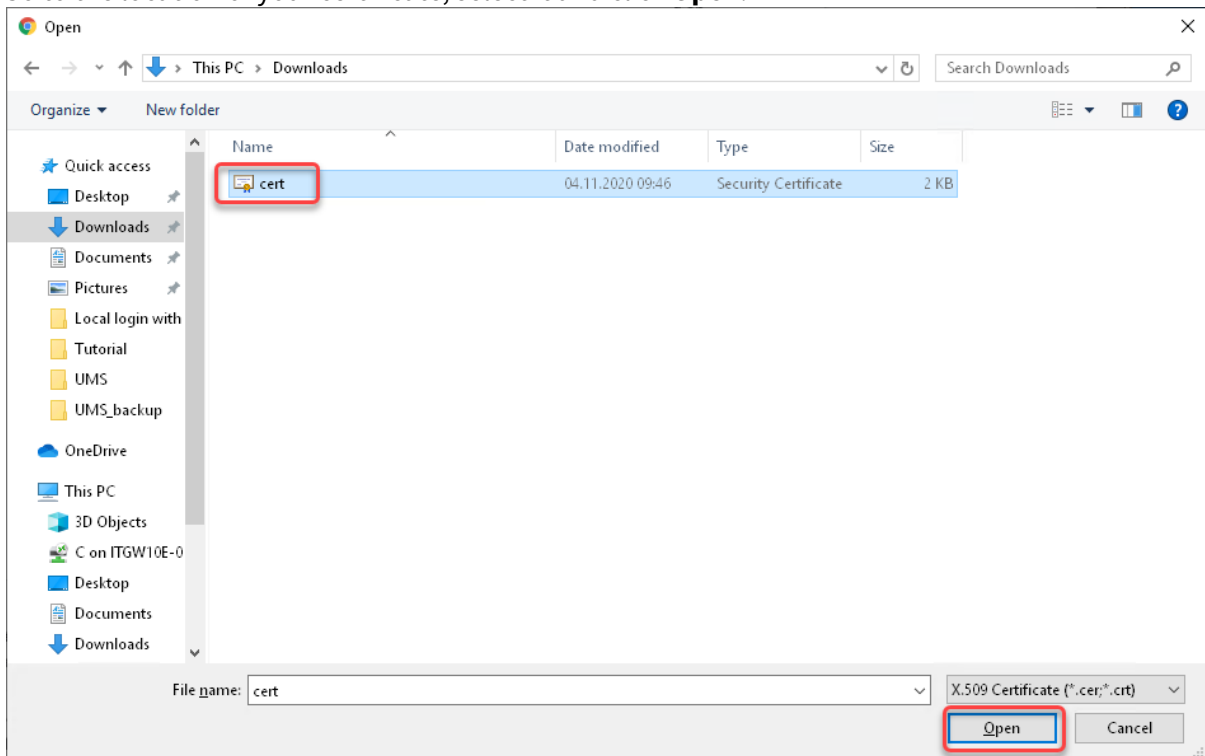 Open
This PC > Downloads
Search Downloads
Organize
New folder
Name
Date modified
Type
Size
Quick access
Desktop
Downloads
Documents
Pictures
Local login with
Tutorial
UMS
UMS_backup
OneDrive
This PC
3D Objects
C on ITGW10E-0
Desktop
Documents
Downloads
cert 04.11.2020 09:46 Security Certificate 2 KB
File name: cert
X.509 Certificate (*.cer;*.crt)
Open
Cancel